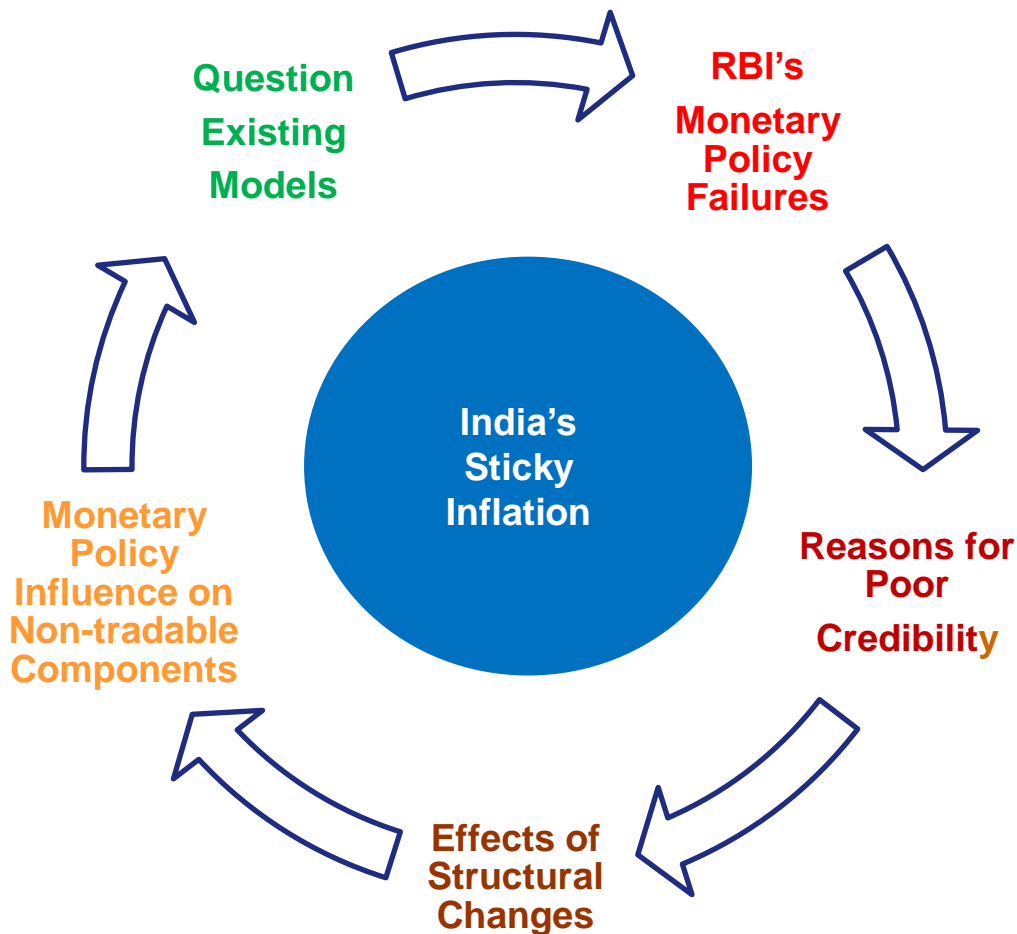 Question
Existing
Models
RBI’s
Monetary
Policy
Failures
India’s
Sticky
Inflation
Monetary
Policy
Influence on
Non-tradable
Components
Reasons for
Poor
Credibility
Effects of
Structural
Changes